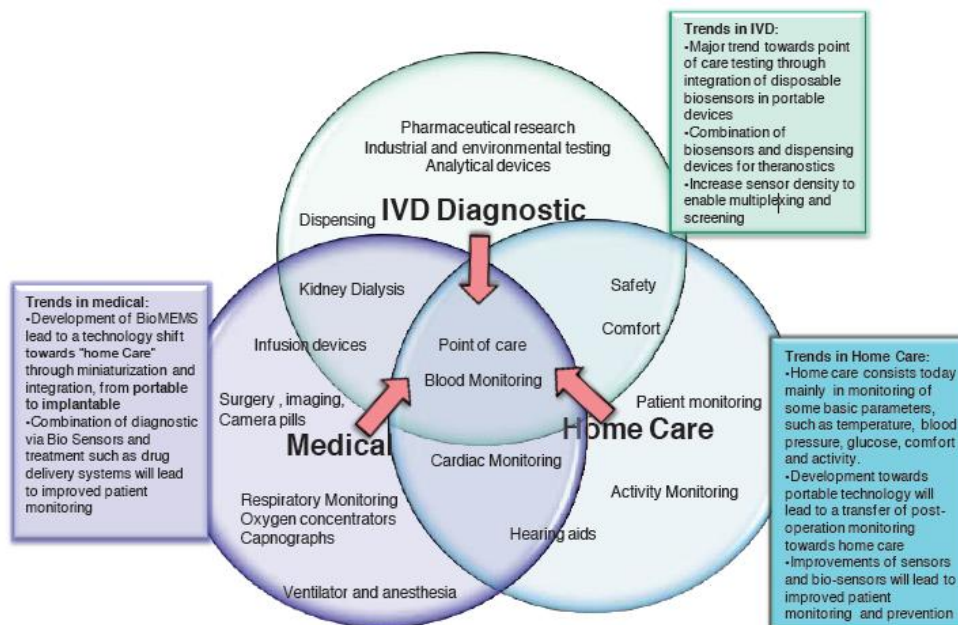 Trends in IVD:
•Major trend towards point
of care testing through
integration of disposable
biosensors in portable
devices
•Combination of
biosensors and dispensing
devices for theranostics
•Increase sensor density to
enable multiplexing and
screening
Pharmaceutical research
Industrial and environmental testing
Analytical devices
IVD Diagnostic
Dispensing
Kidney Dialysis
Safety
Infusion devices
Point of care
Comfort
Blood Monitoring
Surgery , imaging,
Camera pills
Patient monitoring
Medical
Home Care
Cardiac Monitoring
Respiratory Monitoring
Oxygen concentrators
Capnographs
Activity Monitoring
Hearing aids
Ventilator and anesthesia
Trends in medical:
•Development of BioMEMS
lead to a technology shift
towards "home Care"
through miniaturization and
integration, from portable
to implantable
•Combination of diagnostic
via Bio Sensors and
treatment such as drug
delivery systems will lead
to improved patient
monitoring
Trends in Home Care:
•Home care consists today
mainly in monitoring of
some basic parameters,
such as temperature, blood
pressure, glucose, comfort
and activity.
•Development towards
portable technology will
lead to a transfer of post-
operation monitoring
towards home care
•Improvements of sensors
and bio-sensors will lead to
improved patient
monitoring and prevention